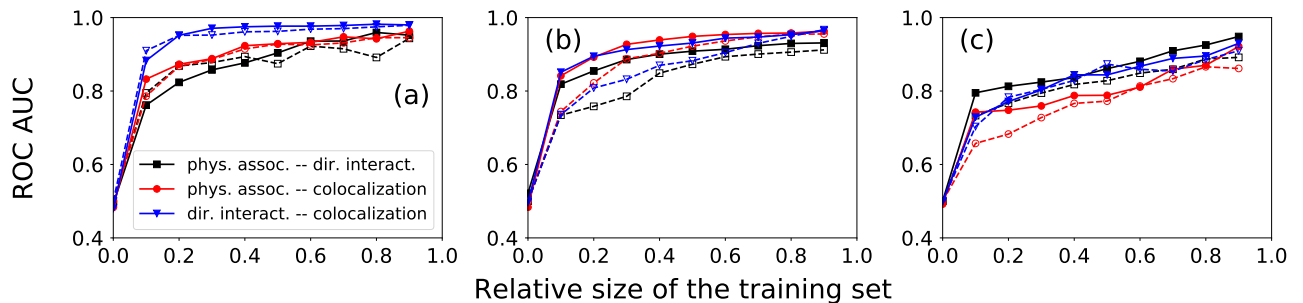 ROC AUC
1.0
0.8
0.6
0.4
0.0 0.2 0.4 0.6 0.8 1.0
(a)
phys. assoc. -- dir. interact.
phys. assoc. -- colocalization
dir. interact. -- colocalization
1.0
0.8
0.6
0.4
0.0 0.2 0.4 0.6 0.8 1.0
(b)
1.0
0.8
0.6
0.4
0.0 0.2 0.4 0.6 0.8 1.0
(c)
Relative size of the training set